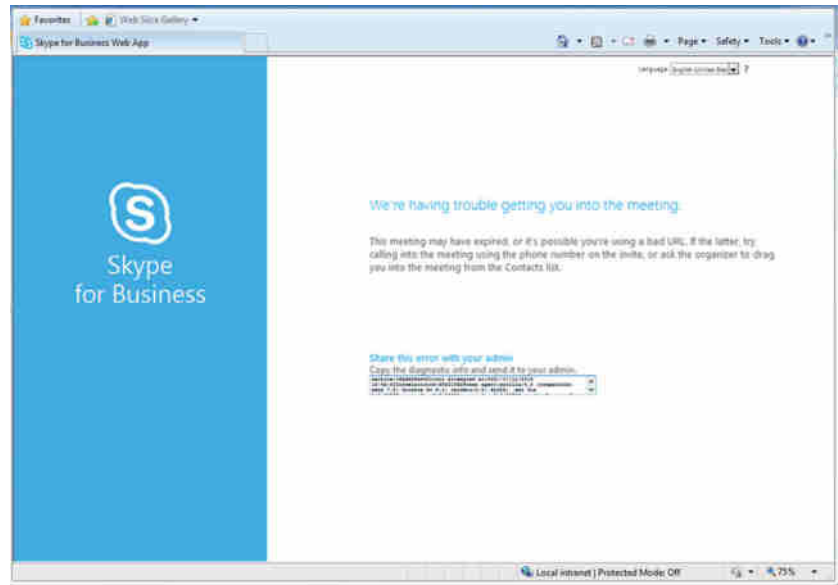 Favorites Web Slice Gallery
Skype for Business Web App
Page Safety Tools
Language ?
We're having trouble getting you into the meeting.
This meeting may have expired, or it's possible you're using a bad URL. If the latter, try
calling into the meeting using the phone number on the invite, or ask the organizer to drag
you into the meeting from the Contacts list.
Skype
for Business
Share this error with your admin
Copy the diagnostic info and send it to your admin.
Local intranet | Protected Mode: Off
75%